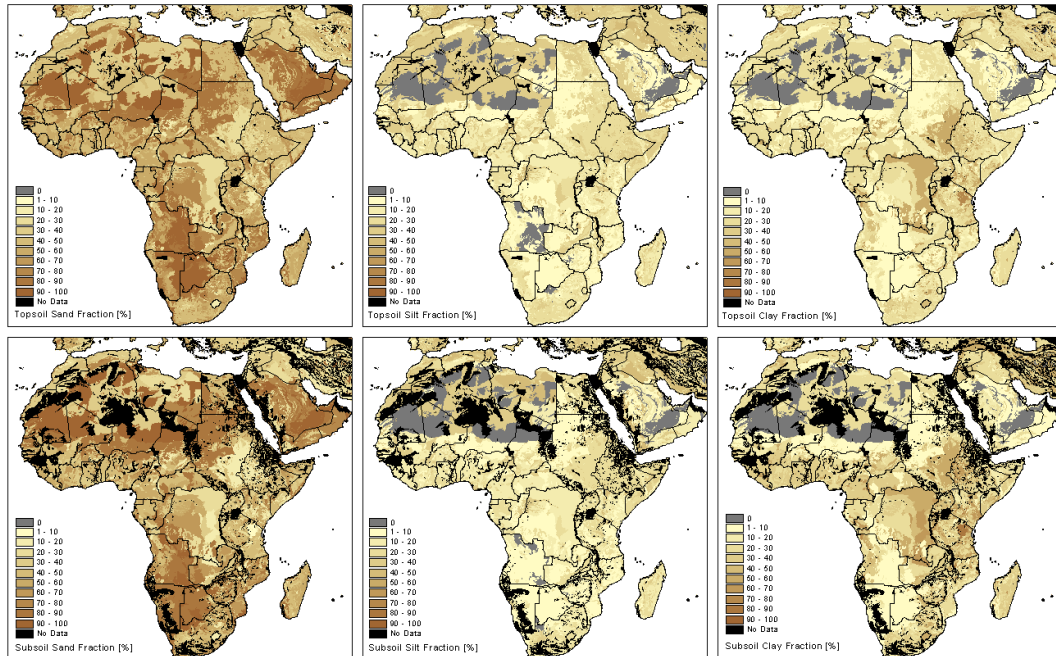 0
1 - 10
10 - 20
20 - 30
30 - 40
40 - 50
50 - 60
60 - 70
70 - 80
80 - 90
90 - 100
No Data
Topsoil Sand Fraction [%]
0
1 - 10
10 - 20
20 - 30
30 - 40
40 - 50
50 - 60
60 - 70
70 - 80
80 - 90
90 - 100
No Data
Topsoil Silt Fraction [%]
0
1 - 10
10 - 20
20 - 30
30 - 40
40 - 50
50 - 60
60 - 70
70 - 80
80 - 90
90 - 100
No Data
Topsoil Clay Fraction [%]
0
1 - 10
10 - 20
20 - 30
30 - 40
40 - 50
50 - 60
60 - 70
70 - 80
80 - 90
90 - 100
No Data
Subsoil Sand Fraction [%]
0
1 - 10
10 - 20
20 - 30
30 - 40
40 - 50
50 - 60
60 - 70
70 - 80
80 - 90
90 - 100
No Data
Subsoil Silt Fraction [%]
0
1 - 10
10 - 20
20 - 30
30 - 40
40 - 50
50 - 60
60 - 70
70 - 80
80 - 90
90 - 100
No Data
Subsoil Clay Fraction [%]